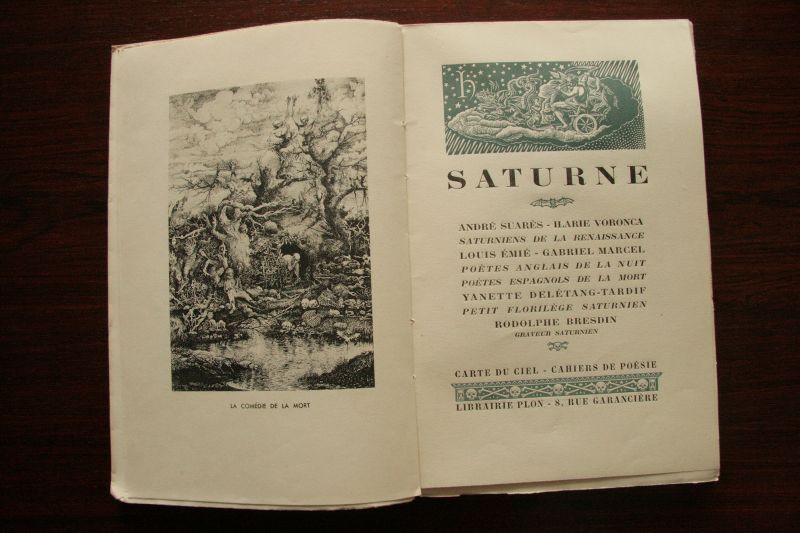 LA COMÉDIE DE LA MORT
SATURNE
ANDRÉ SUARÈS - ILARIE VORONCA
SATURNIENS DE LA RENAISSANCE
LOUIS ÉMIÉ - GABRIEL MARCEL
POÈTES ANGLAIS DE LA NUIT
POÈTES ESPAGNOLS DE LA MORT
YANETTE DELÉTANG-TARDIF
PETIT FLORILÈGE SATURNIEN
RODOLPHE BRESDIN
GRAVEUR SATURNIEN
CARTE DU CIEL - CAHIERS DE POÉSIE
LIBRAIRIE PLON - 8, RUE GARANCIÈRE